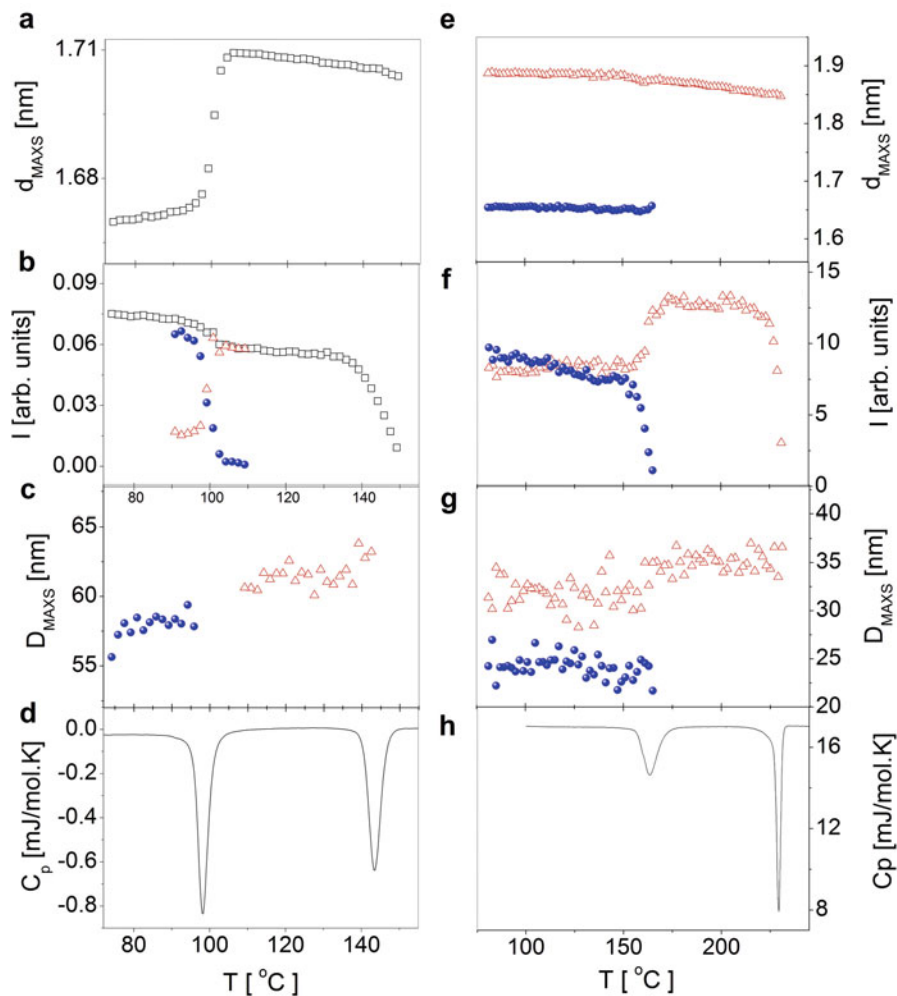 a
1.71
1.68
d_MAXS [nm]
b
0.09
0.06
0.03
0.00
I [arb. units]
80 100 120 140
c
65
60
55
D_MAXS [nm]
d
0.0
-0.2
-0.4
-0.6
-0.8
C_p [mJ/mol.K]
80 100 120 140
T [ °C]
e
1.9
1.8
1.7
1.6
d_MAXS [nm]
f
15
10
5
0
I [arb. units]
g
40
35
30
25
20
D_MAXS [nm]
h
16
12
8
Cp [mJ/mol.K]
100 150 200
T [ °C]